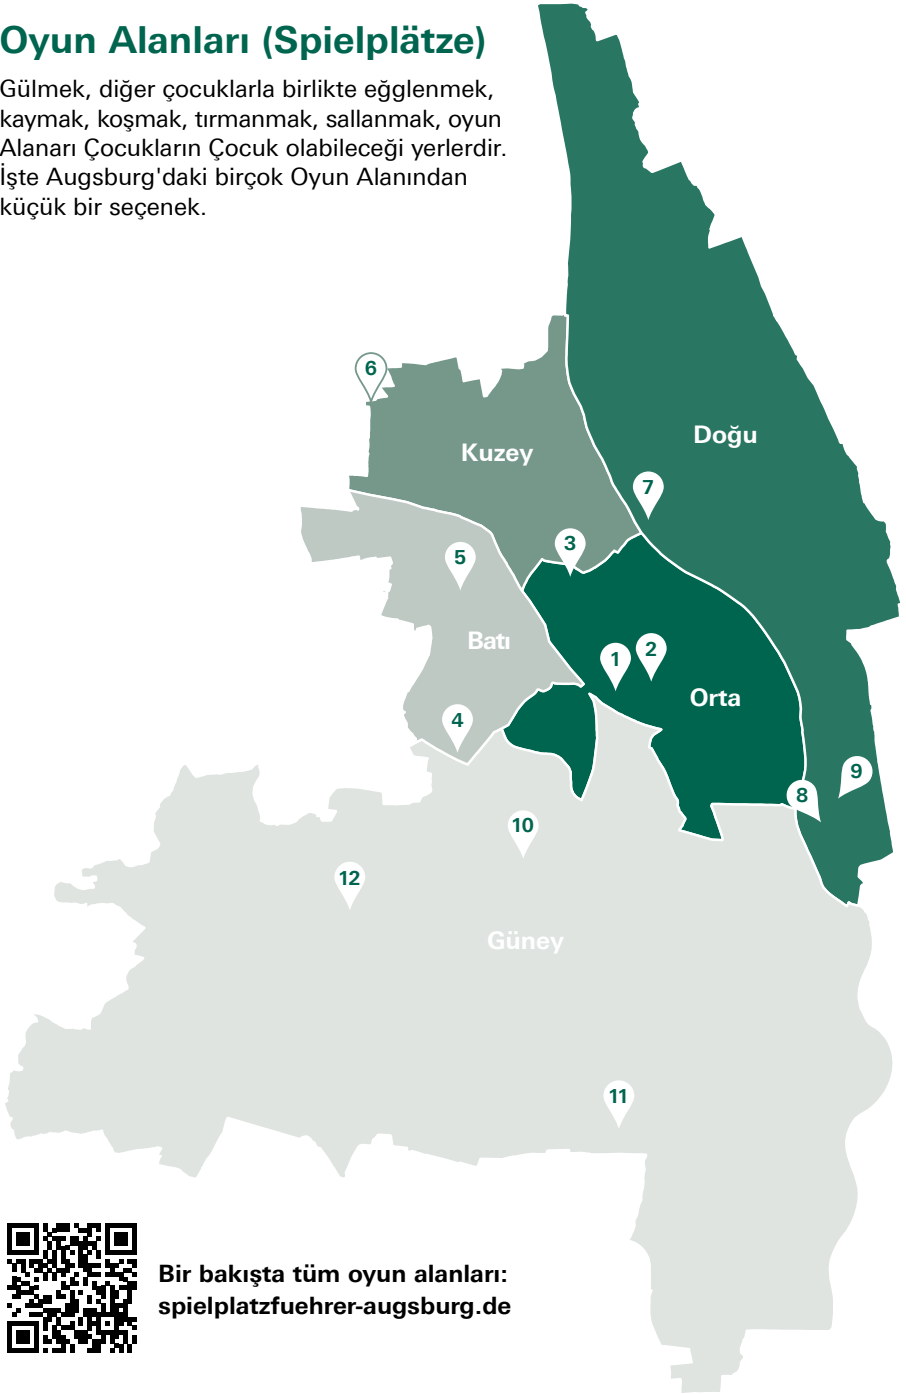 Oyun Alanları (Spielplätze)
Gülmek, diğer çocuklarla birlikte eğglenmek,
kaymak, koşmak, tırmanmak, sallanmak, oyun
Alanarı Çocukların Çocuk olabileceği yerlerdir.
İşte Augsburg'daki birçok Oyun Alanından
küçük bir seçenek.
6
Doğu
Kuzey
7
3
5
Batı
1
2
Orta
4
9
8
10
12
Güney
11
Bir bakışta tüm oyun alanları:
spielplatzfuehrer-augsburg.de